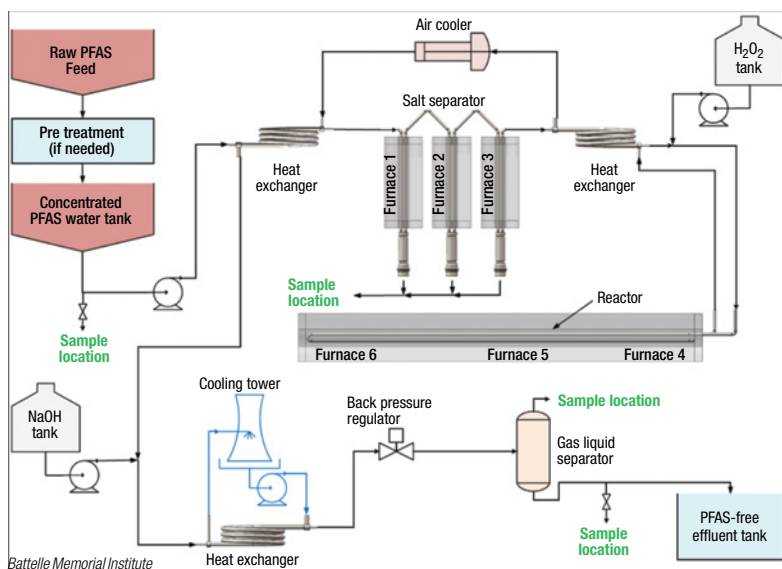 Raw PFAS
Feed
Pre treatment
(if needed)
Concentrated
PFAS water tank
Sample
location
Air cooler
Salt separator
Heat
exchanger
Furnace 1
Furnace 2
Furnace 3
Heat
exchanger
H₂O₂
tank
Sample
location
Reactor
Furnace 6
Furnace 5
Furnace 4
NaOH
tank
Cooling tower
Heat exchanger
Back pressure
regulator
Sample location
Gas liquid
separator
Sample
location
PFAS-free
effluent tank
Battelle Memorial Institute